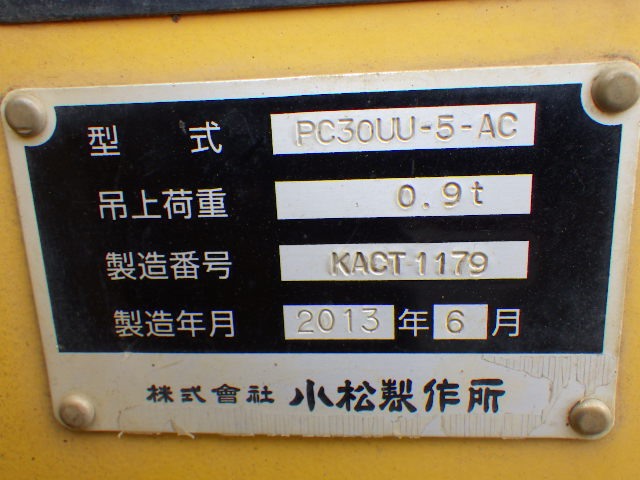 型 式 PC30UU-5-AC
吊上荷重 0.9t
製造番号 KACT-1179
製造年月 2013年6月
株式會社 小松製作所